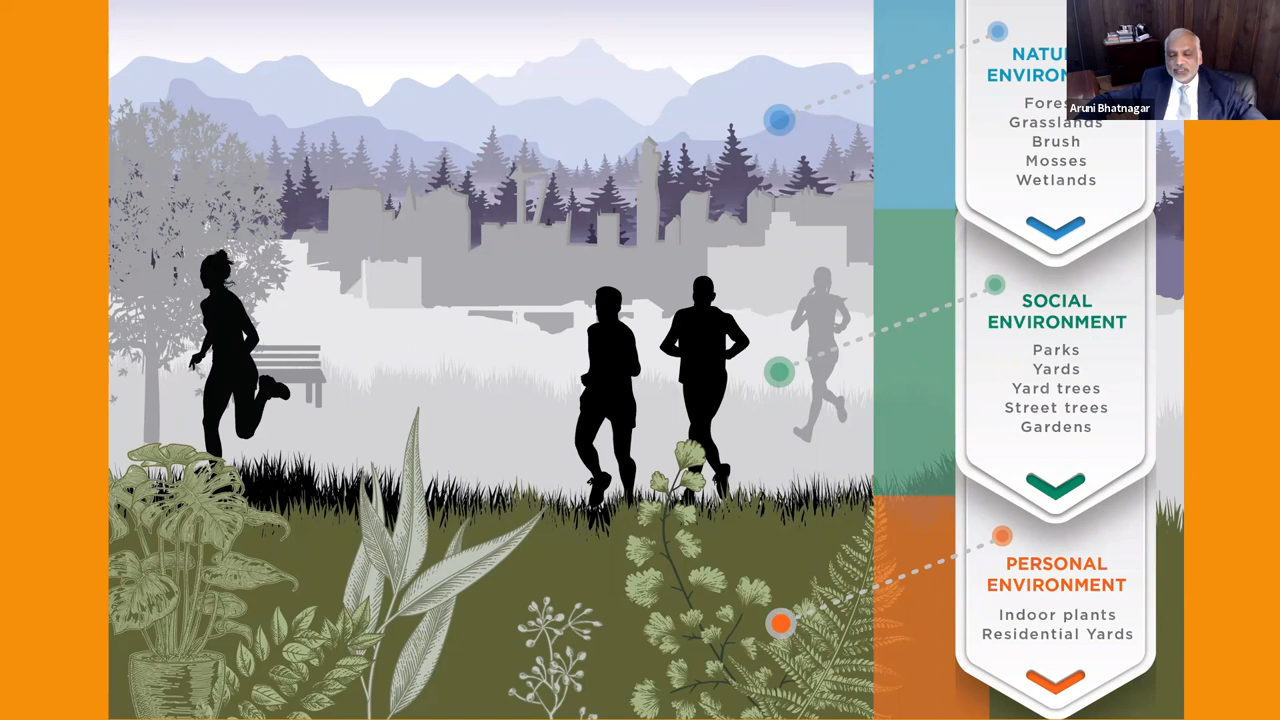 NATU
ENVIRON
Fores
Aruni Bhatnagar
Grasslands
Brush
Mosses
Wetlands
SOCIAL
ENVIRONMENT
Parks
Yards
Yard trees
Street trees
Gardens
PERSONAL
ENVIRONMENT
Indoor plants
Residential Yards